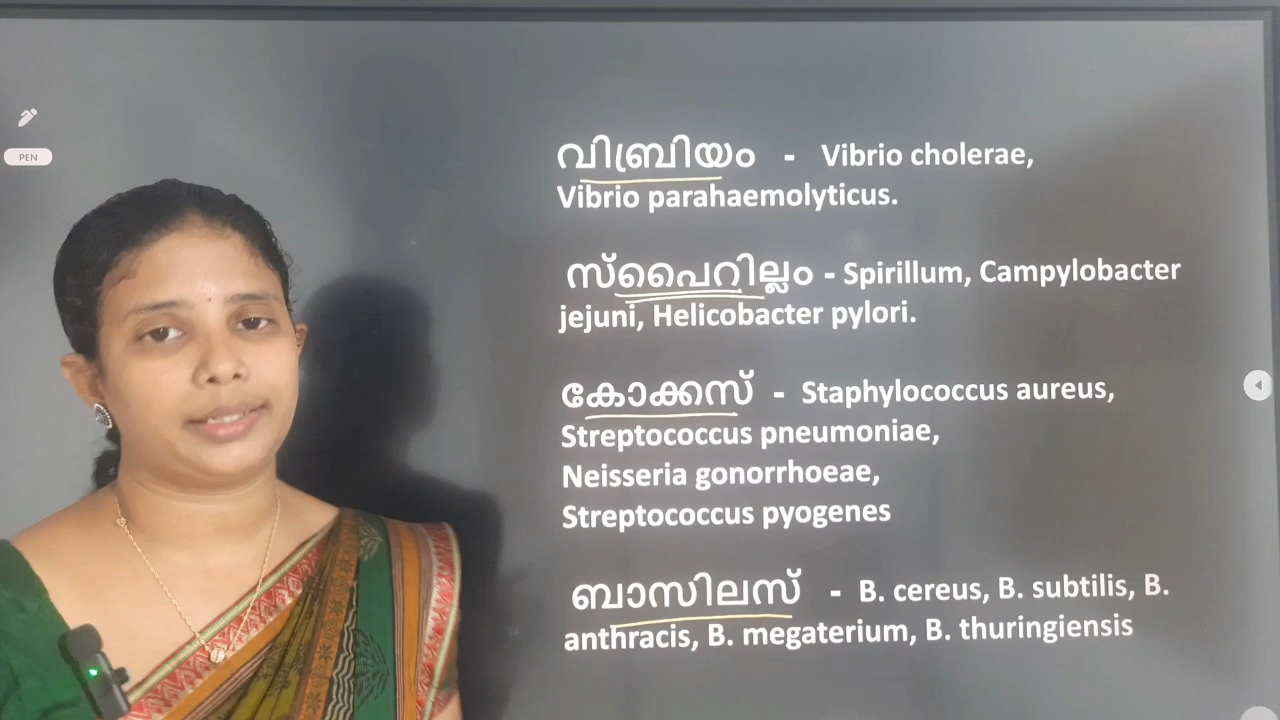 PEN
വിബ്രിയം - Vibrio cholerae,
Vibrio parahaemolyticus.
സ്പൈറില്ലം - Spirillum, Campylobacter
jejuni, Helicobacter pylori.
കോക്കസ് - Staphylococcus aureus,
Streptococcus pneumoniae,
Neisseria gonorrhoeae,
Streptococcus pyogenes
ബാസിലസ് - B. cereus, B. subtilis, B.
anthracis, B. megaterium, B. thuringiensis